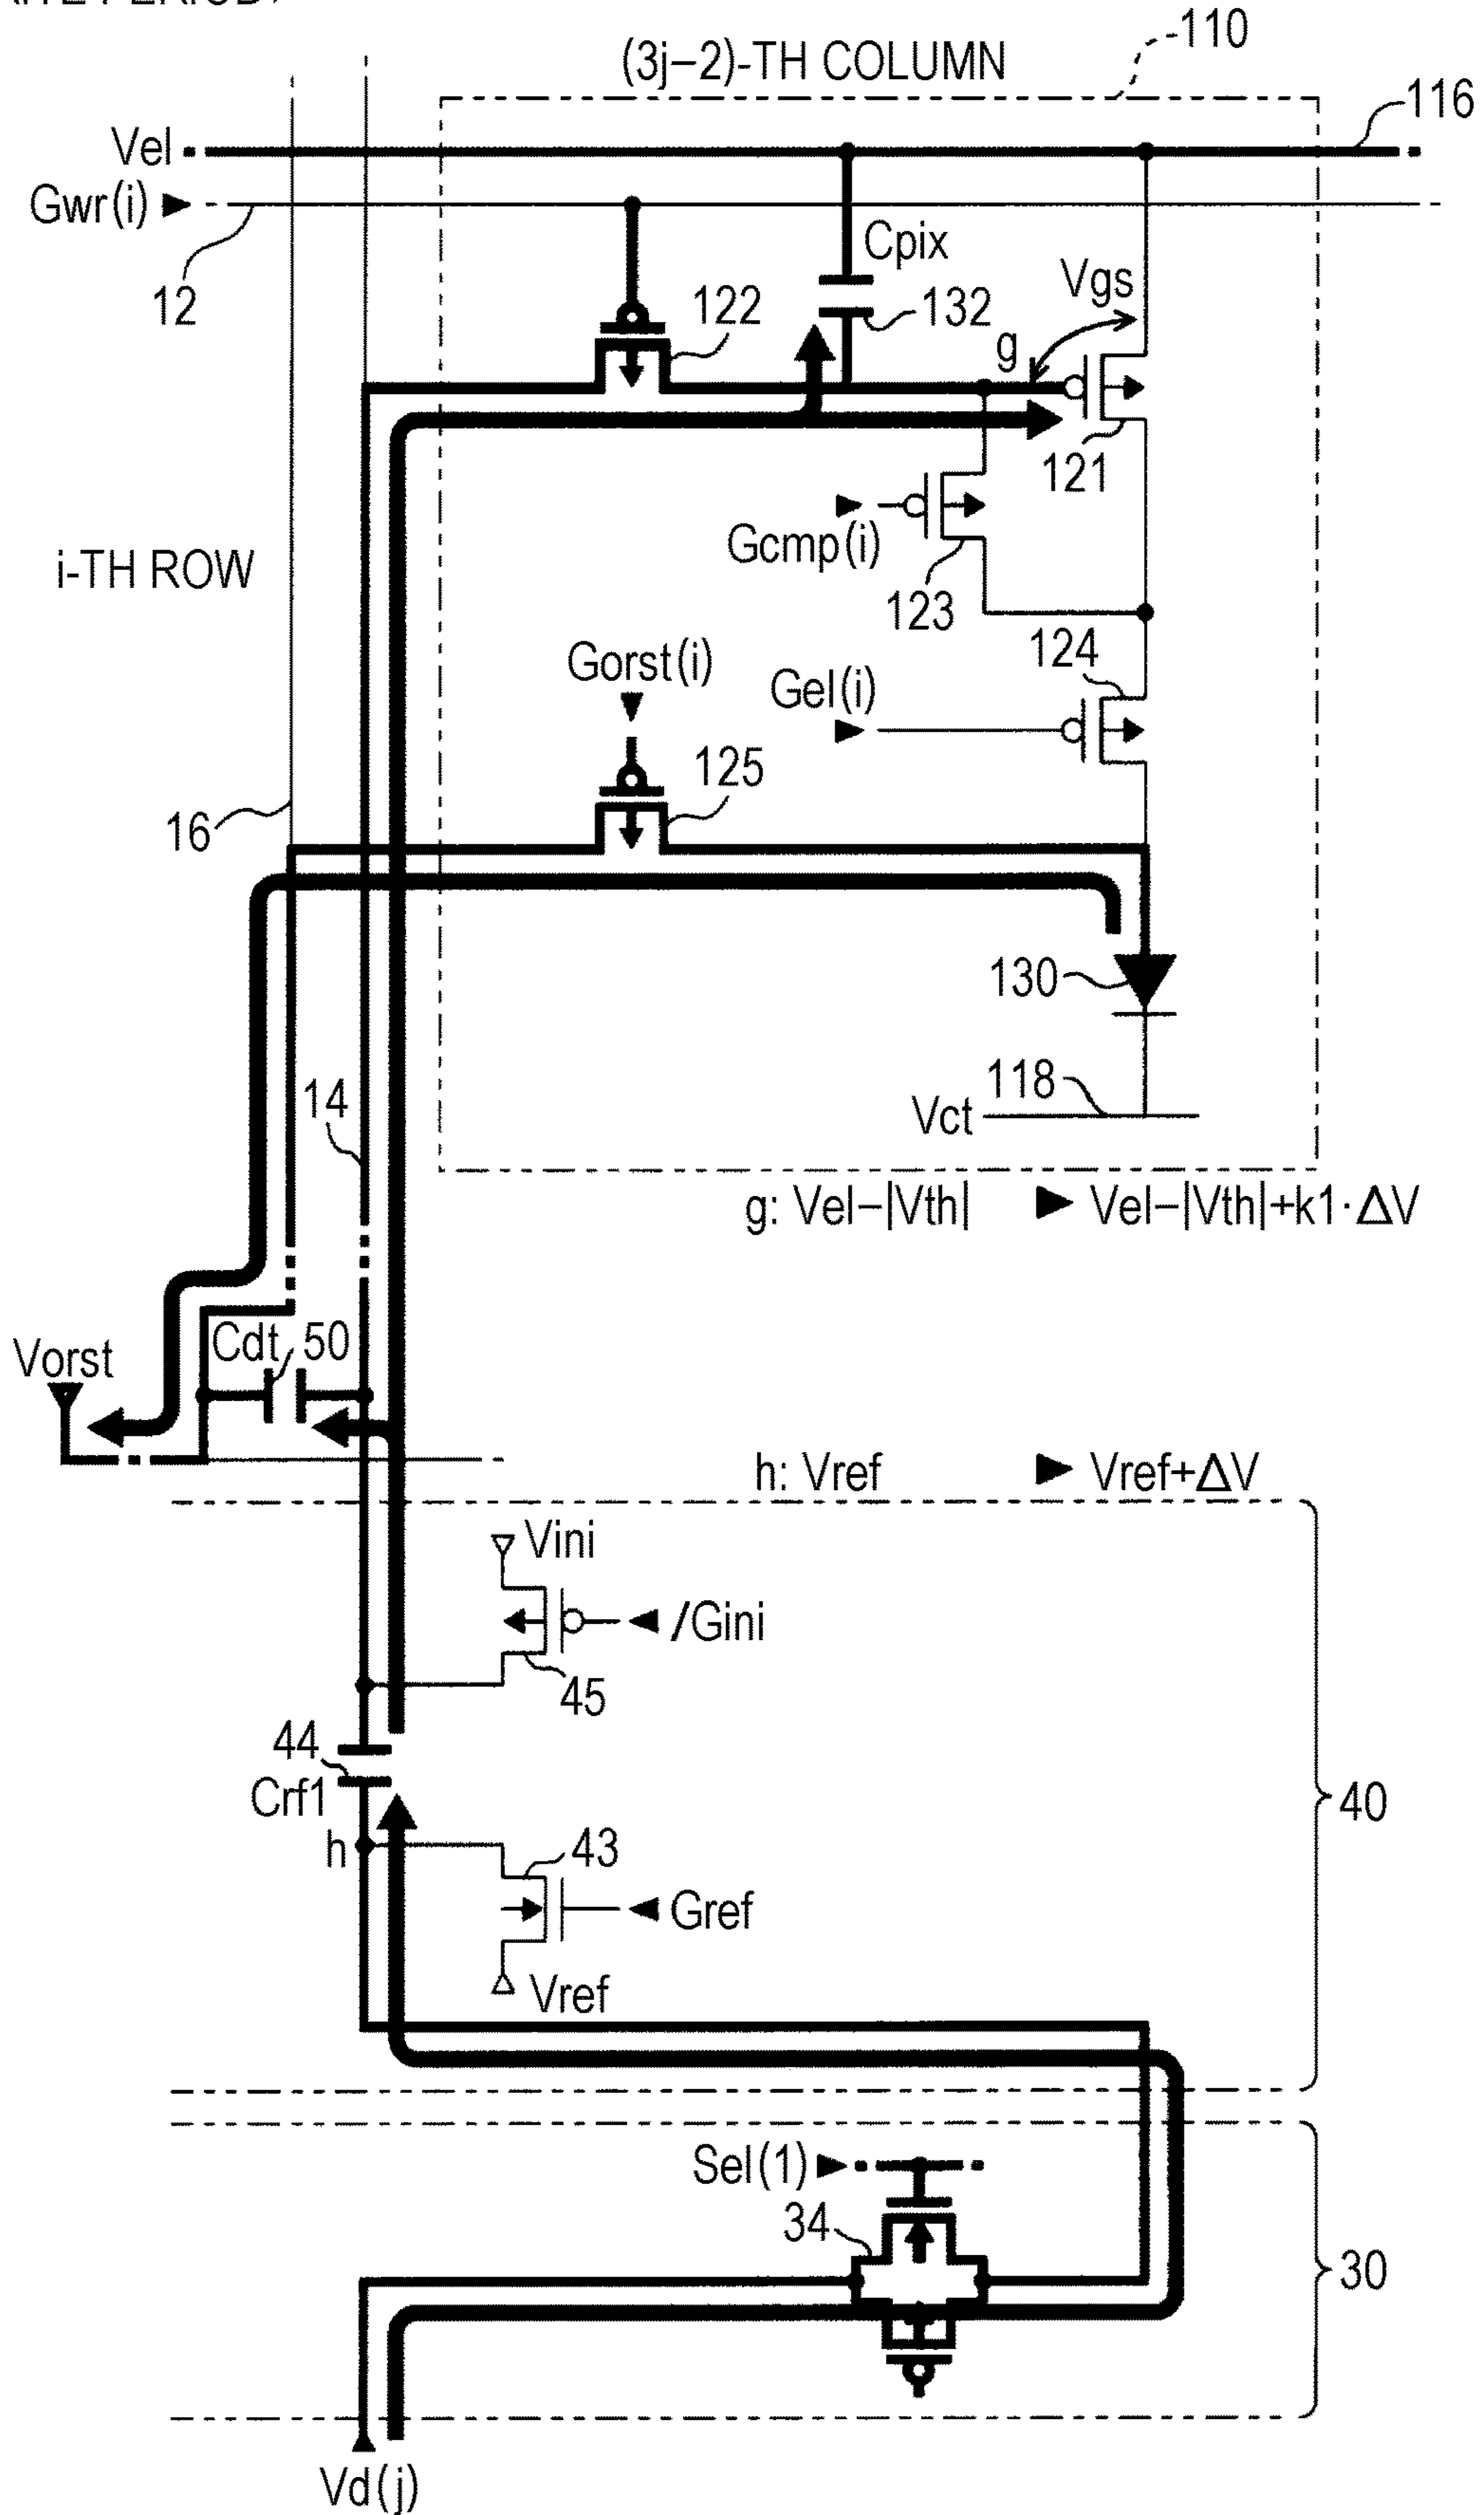 (3j−2)-TH COLUMN
110
116
Vel
Gwr(i)
12
Cpix
Vgs
122
132
g
121
Gcmp(i)
i-TH ROW
123
124
Gorst(i)
Gel(i)
125
16
130
14
118
Vct
g: Vel−|Vth| ► Vel−|Vth|+k1·ΔV
Cdt
50
Vorst
h: Vref ► Vref+ΔV
Vini
/Gini
45
44
Crf1
40
h
43
Gref
Vref
Sel(1)
34
30
Vd(j)